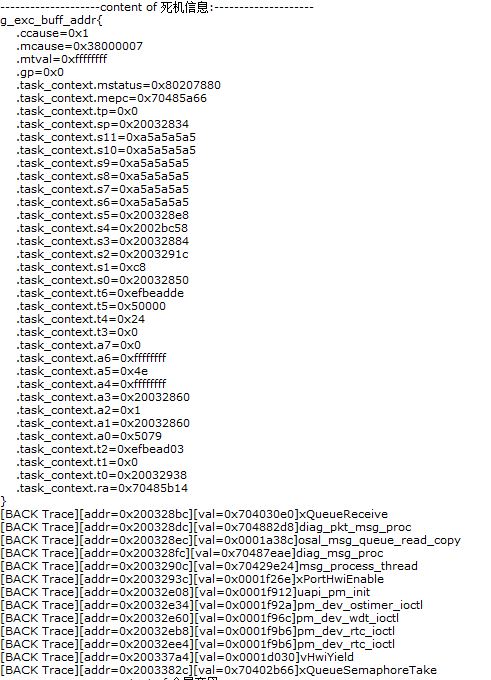 --------------------content of 死机信息:--------------------
g_exc_buff_addr{
.ccause=0x1
.mcause=0x38000007
.mtval=0xffffffff
.gp=0x0
.task_context.mstatus=0x80207880
.task_context.mepc=0x70485a66
.task_context.tp=0x0
.task_context.sp=0x20032834
.task_context.s11=0xa5a5a5a5
.task_context.s10=0xa5a5a5a5
.task_context.s9=0xa5a5a5a5
.task_context.s8=0xa5a5a5a5
.task_context.s7=0xa5a5a5a5
.task_context.s6=0xa5a5a5a5
.task_context.s5=0x200328e8
.task_context.s4=0x2002bc58
.task_context.s3=0x20032884
.task_context.s2=0x2003291c
.task_context.s1=0xc8
.task_context.s0=0x20032850
.task_context.t6=0xefbeadde
.task_context.t5=0x50000
.task_context.t4=0x24
.task_context.t3=0x0
.task_context.a7=0x0
.task_context.a6=0xffffffff
.task_context.a5=0x4e
.task_context.a4=0xffffffff
.task_context.a3=0x20032860
.task_context.a2=0x1
.task_context.a1=0x20032860
.task_context.a0=0x5079
.task_context.t2=0xefbead03
.task_context.t1=0x0
.task_context.t0=0x20032938
.task_context.ra=0x70485b14
}
[BACK Trace][addr=0x200328bc][val=0x704030e0]xQueueReceive
[BACK Trace][addr=0x200328dc][val=0x704882d8]diag_pkt_msg_proc
[BACK Trace][addr=0x200328ec][val=0x0001a38c]osal_msg_queue_read_copy
[BACK Trace][addr=0x200328fc][val=0x70487eae]diag_msg_proc
[BACK Trace][addr=0x2003290c][val=0x70429e24]msg_process_thread
[BACK Trace][addr=0x2003293c][val=0x0001f26e]xPortHwiEnable
[BACK Trace][addr=0x20032e08][val=0x0001f912]uapi_pm_init
[BACK Trace][addr=0x20032e34][val=0x0001f92a]pm_dev_ostimer_ioctl
[BACK Trace][addr=0x20032e60][val=0x0001f96c]pm_dev_wdt_ioctl
[BACK Trace][addr=0x20032eb8][val=0x0001f9b6]pm_dev_rtc_ioctl
[BACK Trace][addr=0x20032ee4][val=0x0001f9b6]pm_dev_rtc_ioctl
[BACK Trace][addr=0x200337a4][val=0x0001d030]vHwiYield
[BACK Trace][addr=0x2003382c][val=0x70402b66]xQueueSemaphoreTake